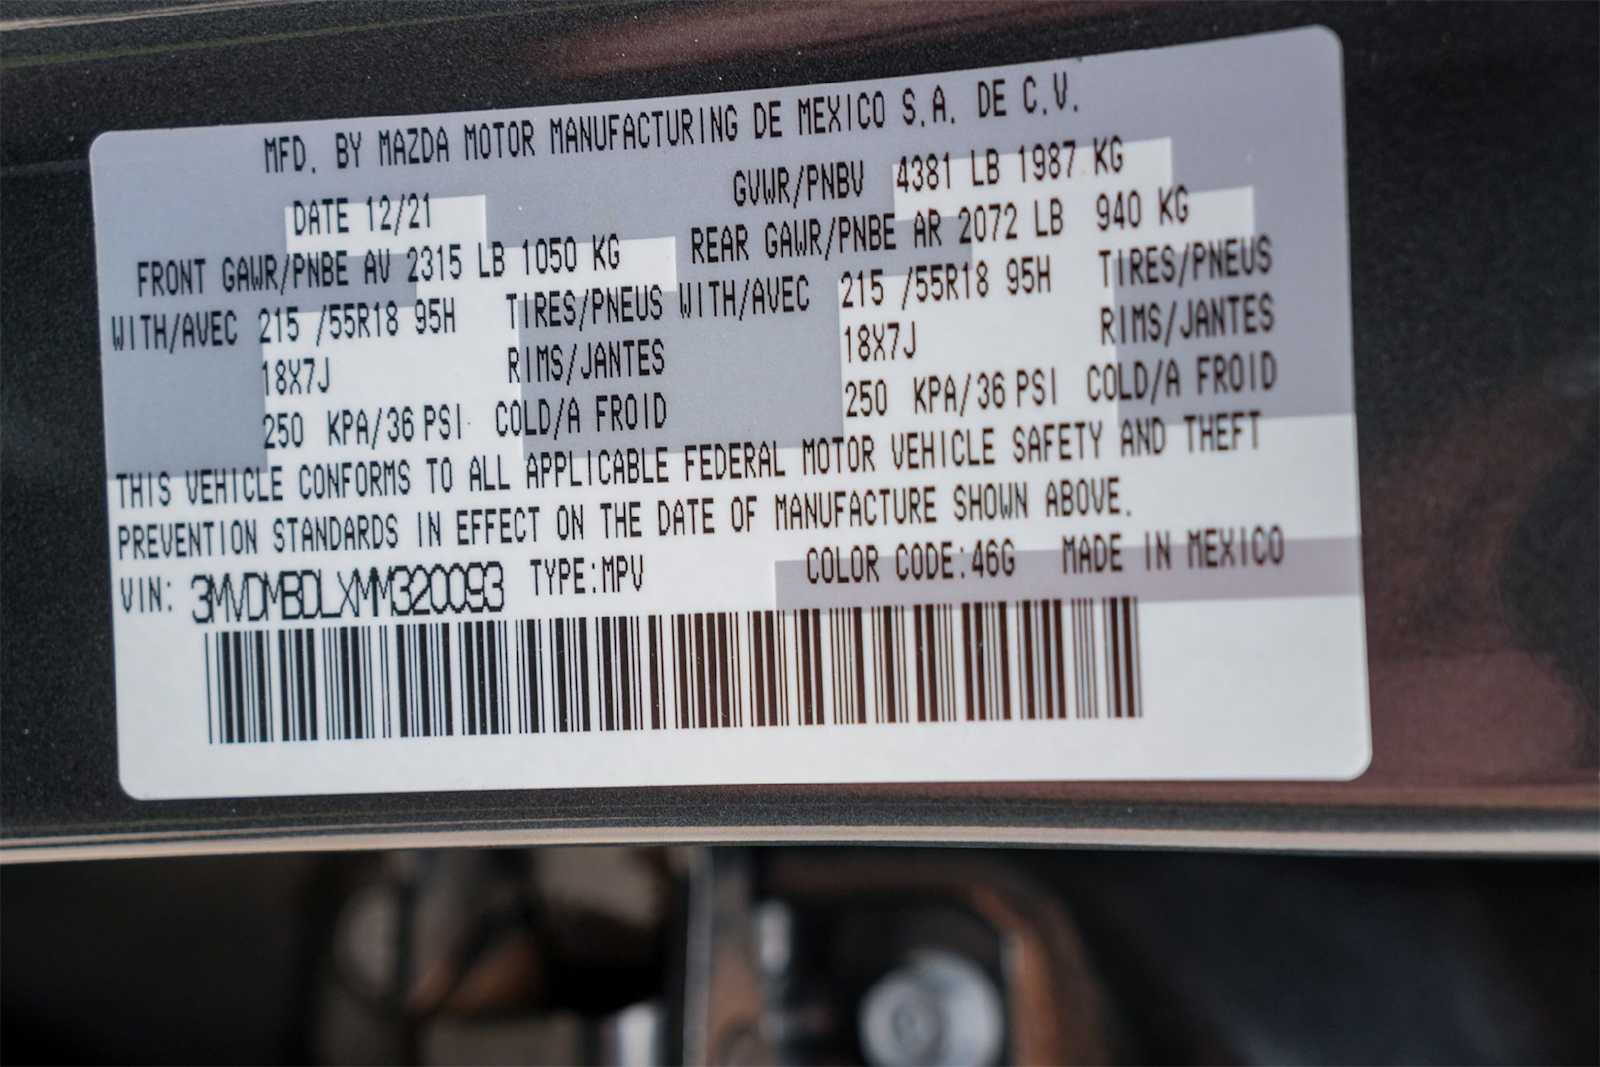 MFD. BY MAZDA MOTOR MANUFACTURING DE MEXICO S.A. DE C.V.
DATE 12/21 GVWR/PNBV 4381 LB 1987 KG
FRONT GAWR/PNBE AV 2315 LB 1050 KG REAR GAWR/PNBE AR 2072 LB 940 KG
WITH/AVEC 215 /55R18 95H TIRES/PNEUS WITH/AVEC 215 /55R18 95H TIRES/PNEUS
18X7J RIMS/JANTES 18X7J RIMS/JANTES
250 KPA/36 PSI COLD/A FROID 250 KPA/36 PSI COLD/A FROID
THIS VEHICLE CONFORMS TO ALL APPLICABLE FEDERAL MOTOR VEHICLE SAFETY AND THEFT
PREVENTION STANDARDS IN EFFECT ON THE DATE OF MANUFACTURE SHOWN ABOVE.
VIN: 3MVDMBDLXMM320093 TYPE:MPV COLOR CODE:46G MADE IN MEXICO